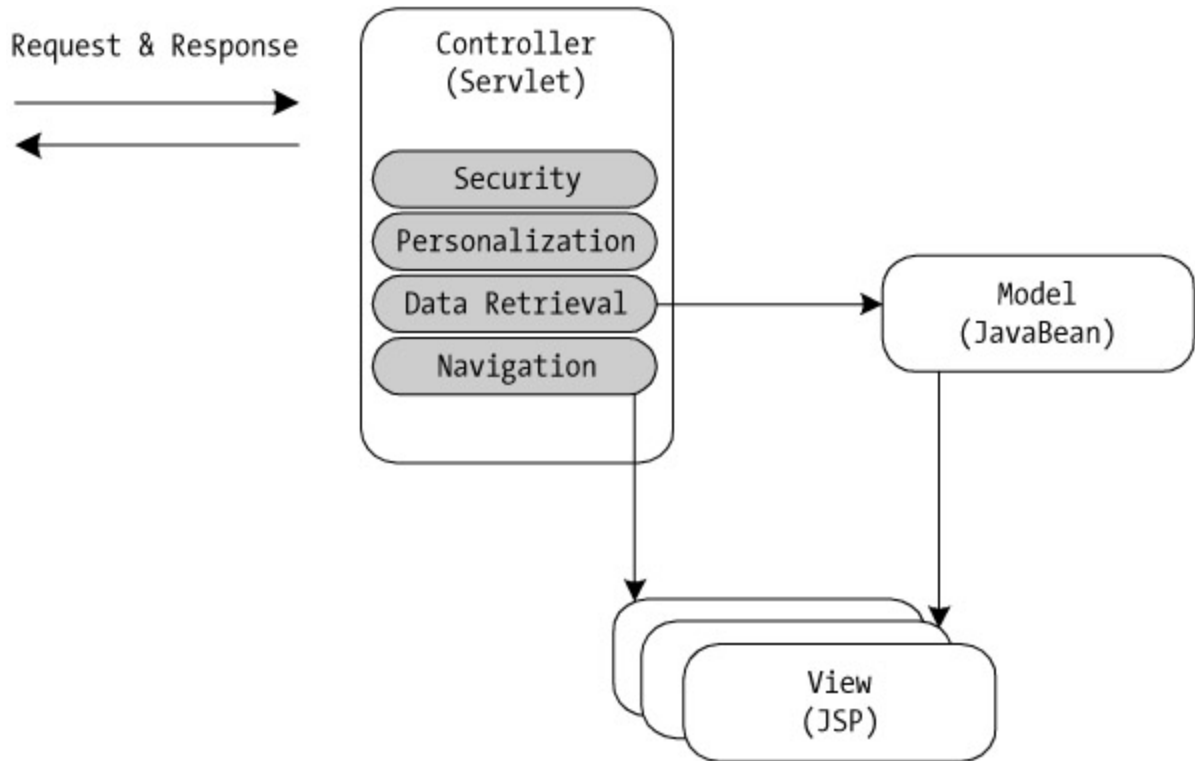 Request & Response
Controller
(Servlet)
Security
Personalization
Data Retrieval
Navigation
Model
(JavaBean)
View
(JSP)